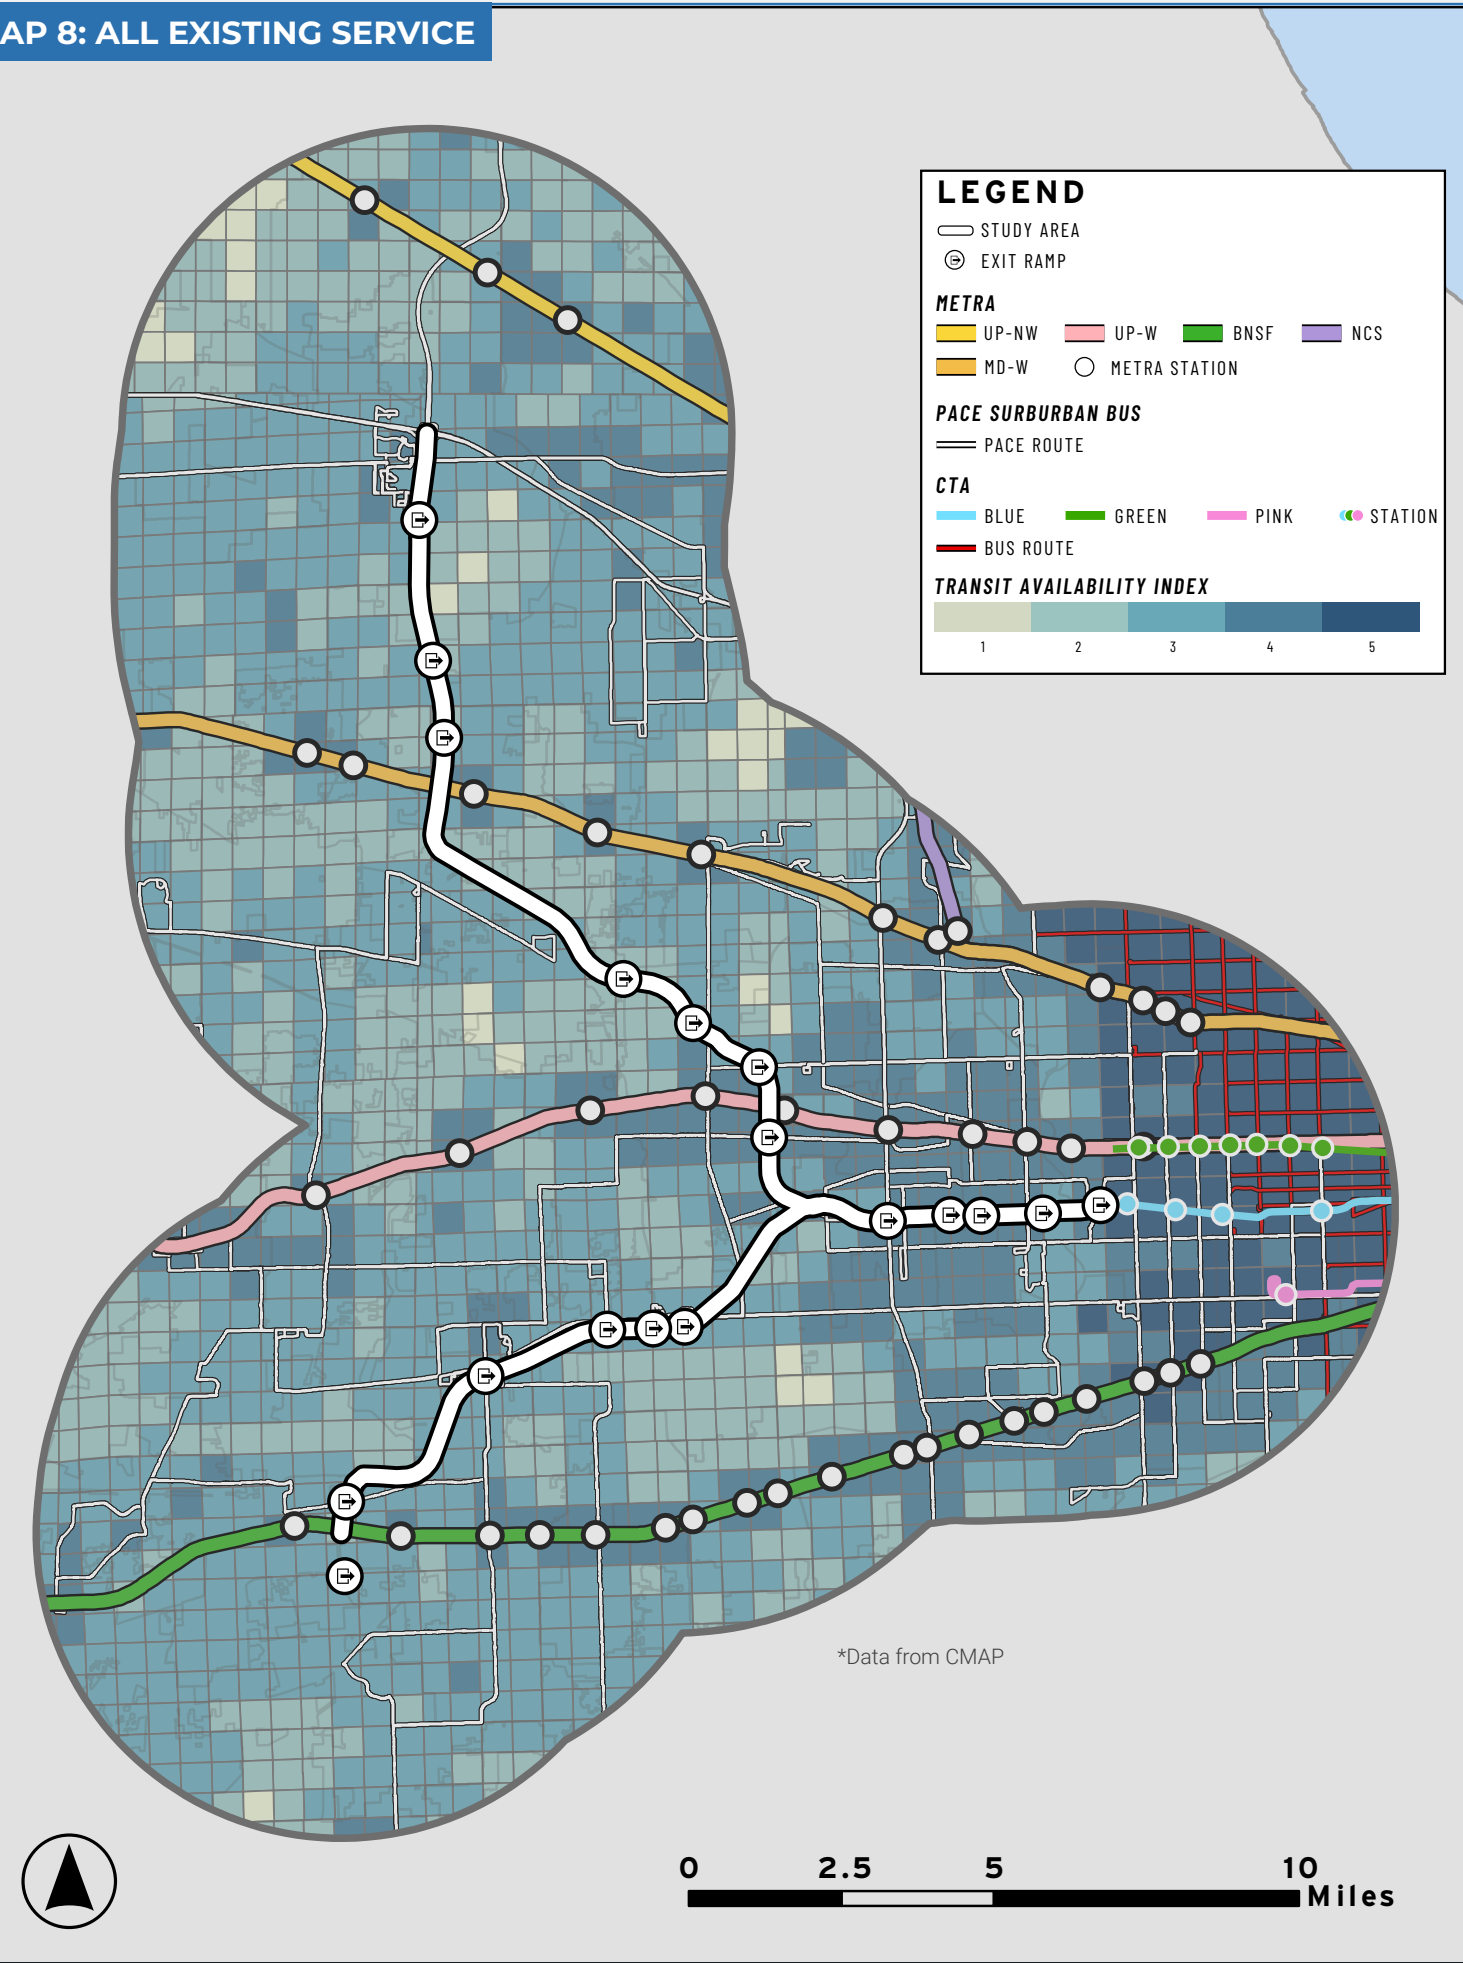 AP 8: ALL EXISTING SERVICE
LEGEND
STUDY AREA
EXIT RAMP
METRA
UP-NW UP-W BNSF NCS
MD-W METRA STATION
PACE SURBURBAN BUS
PACE ROUTE
CTA
BLUE GREEN PINK STATION
BUS ROUTE
TRANSIT AVAILABILITY INDEX
1 2 3 4 5
*Data from CMAP
0 2.5 5 10
Miles